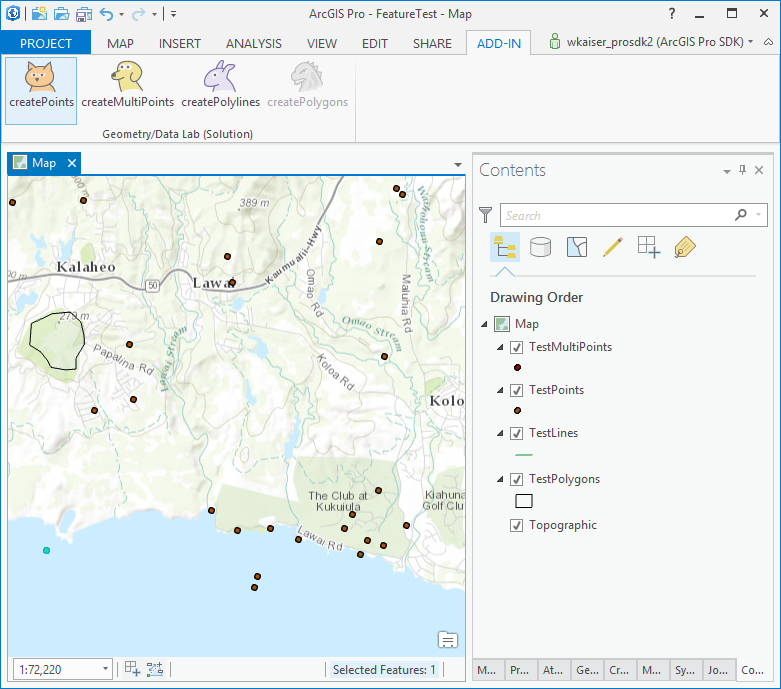 ArcGIS Pro - FeatureTest - Map
PROJECT MAP INSERT ANALYSIS VIEW EDIT SHARE ADD-IN wkaiser_prosdk2 (ArcGIS Pro SDK)
createPoints createMultiPoints createPolylines createPolygons
Geometry/Data Lab (Solution)
Map
Contents
Search
Drawing Order
Map
TestMultiPoints
TestPoints
TestLines
TestPolygons
Topographic
00 m
389 m
Waikomo Stream
Kalaheo
Kaumualii-Hwy
00 m
50
Lawai
Omao Rd
Maluhia Rd
279 m
Omao Stream
Papalina Rd
Lawai Stream
Koloa Rd
Kolo
The Club at
Kukuiula
Kiahuna
Golf Clu
Lawai Rd
1:72,220
Selected Features: 1
M... Pr... At... Ge... Cr... M... Sy... Jo... Co...